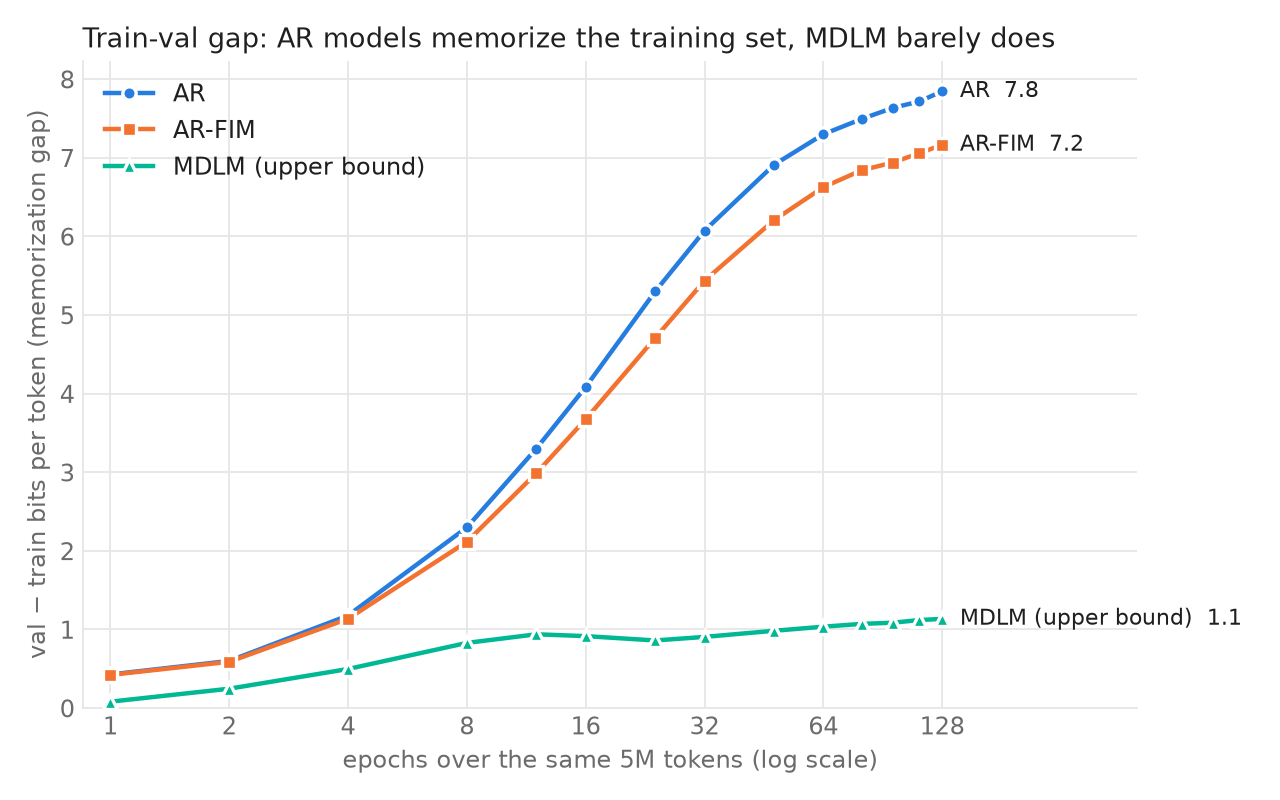 Train-val gap: AR models memorize the training set, MDLM barely does
val − train bits per token (memorization gap)
8
7
6
5
4
3
2
1
0
AR
AR-FIM
MDLM (upper bound)
AR 7.8
AR-FIM 7.2
MDLM (upper bound) 1.1
1 2 4 8 16 32 64 128
epochs over the same 5M tokens (log scale)